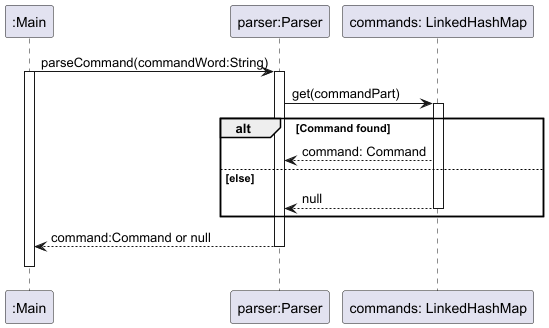 :Main
parser:Parser
commands: LinkedHashMap
parseCommand(commandWord:String)
get(commandPart)
alt
[Command found]
command: Command
[else]
null
command:Command or null
:Main
parser:Parser
commands: LinkedHashMap